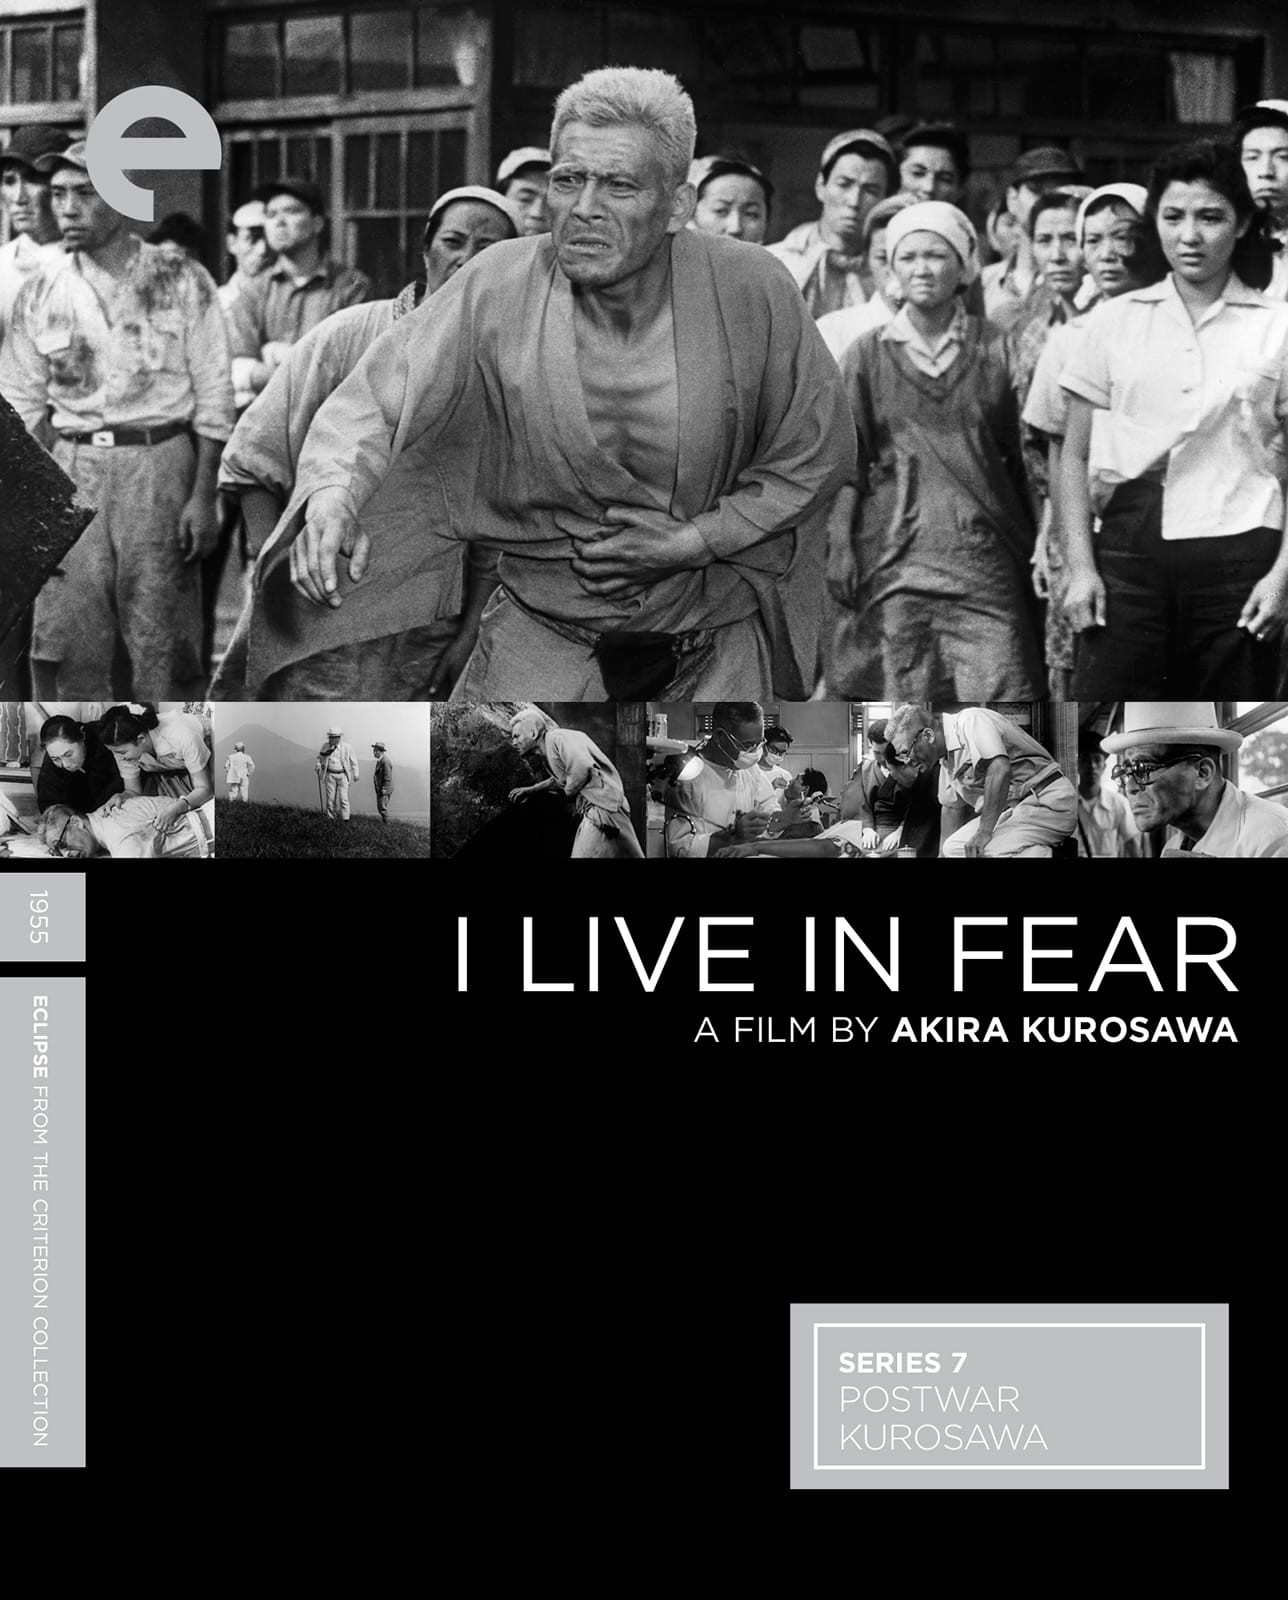 e
1955
ECLIPSE FROM THE CRITERION COLLECTION
I LIVE IN FEAR
A FILM BY AKIRA KUROSAWA
SERIES 7
POSTWAR
KUROSAWA